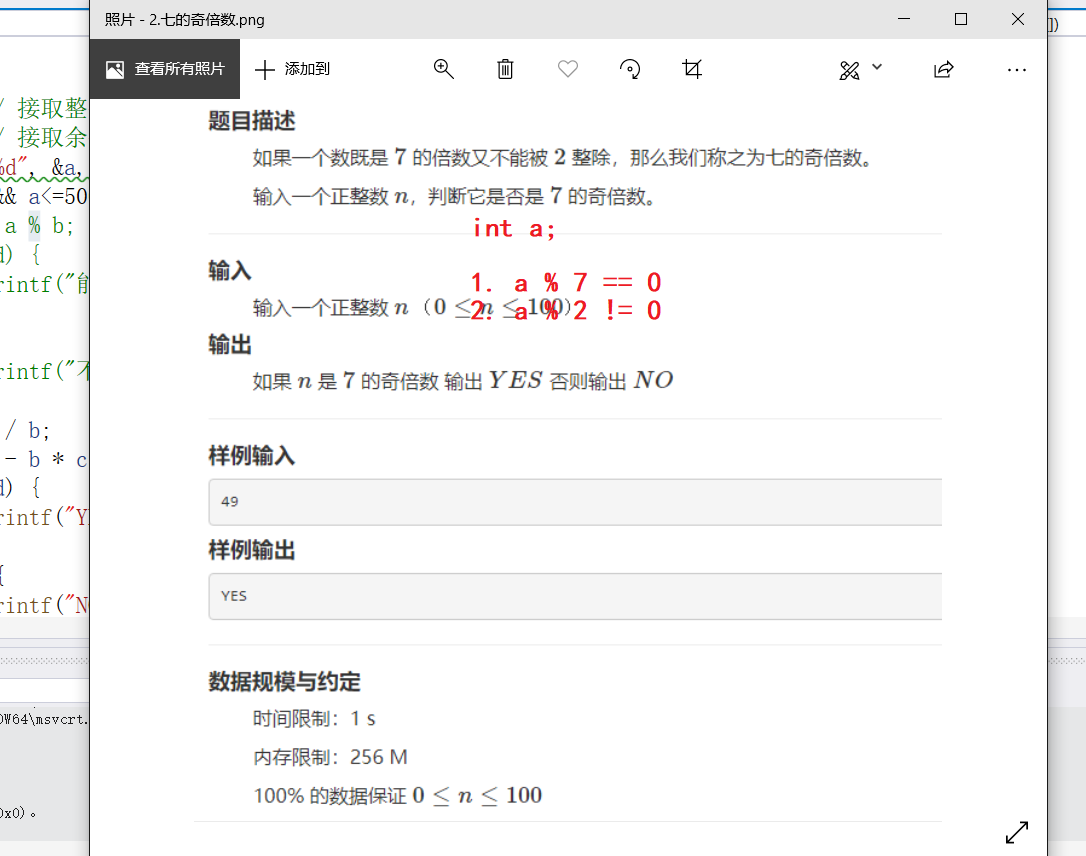 照片 - 2.七的奇倍数.png
])
查看所有照片
添加到
/ 接取整
/ 接取余
%d", &a,
&& a<=50
a % b;
d) {
rintf("能
rintf("不
/ b;
- b * c
d) {
rintf("Y
{
rintf("N
OW64\msvcrt.
0x0)。
题目描述
如果一个数既是 7 的倍数又不能被 2 整除，那么我们称之为七的奇倍数。
输入一个正整数 n，判断它是否是 7 的奇倍数。
int a;
输入
1. a % 7 == 0
输入一个正整数 n（0 ≤ n ≤ 100）
2. a % 2 != 0
输出
如果 n 是 7 的奇倍数 输出 YES 否则输出 NO
样例输入
49
样例输出
YES
数据规模与约定
时间限制：1 s
内存限制：256 M
100% 的数据保证 0 ≤ n ≤ 100